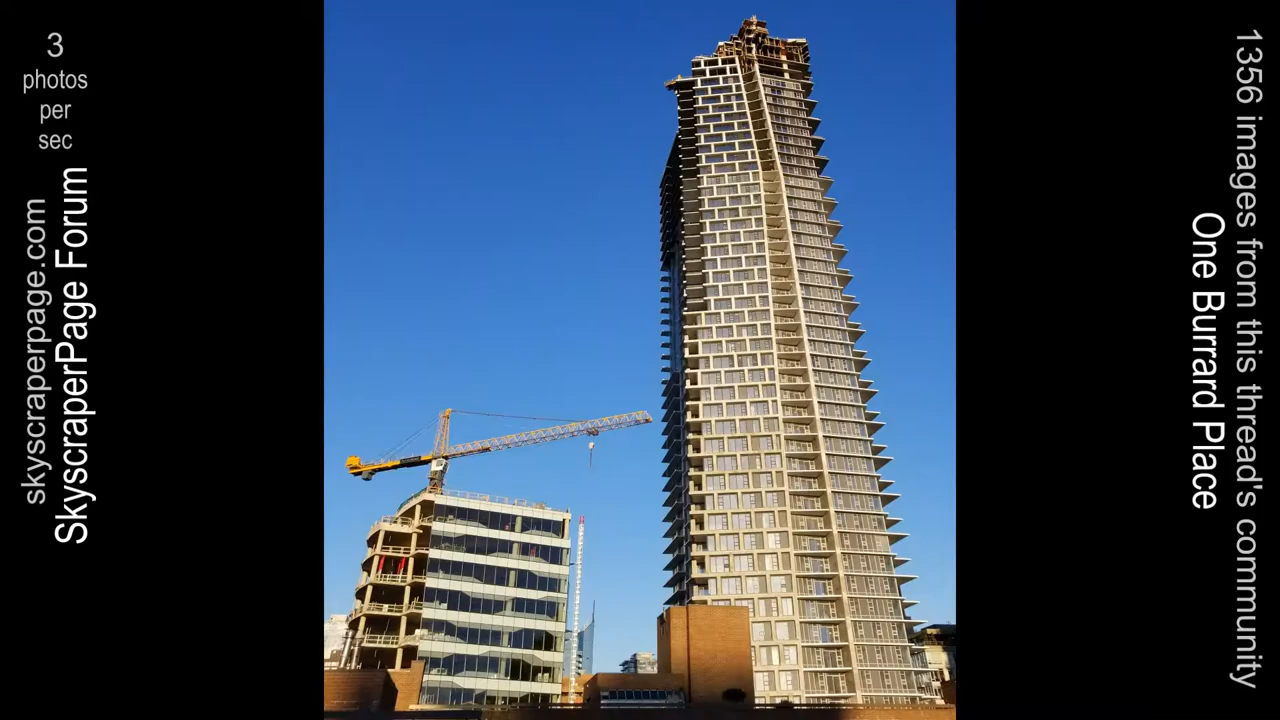 3
photos
per
sec
skyscraperpage.com
SkyscraperPage Forum
1356 images from this thread's community
One Burrard Place